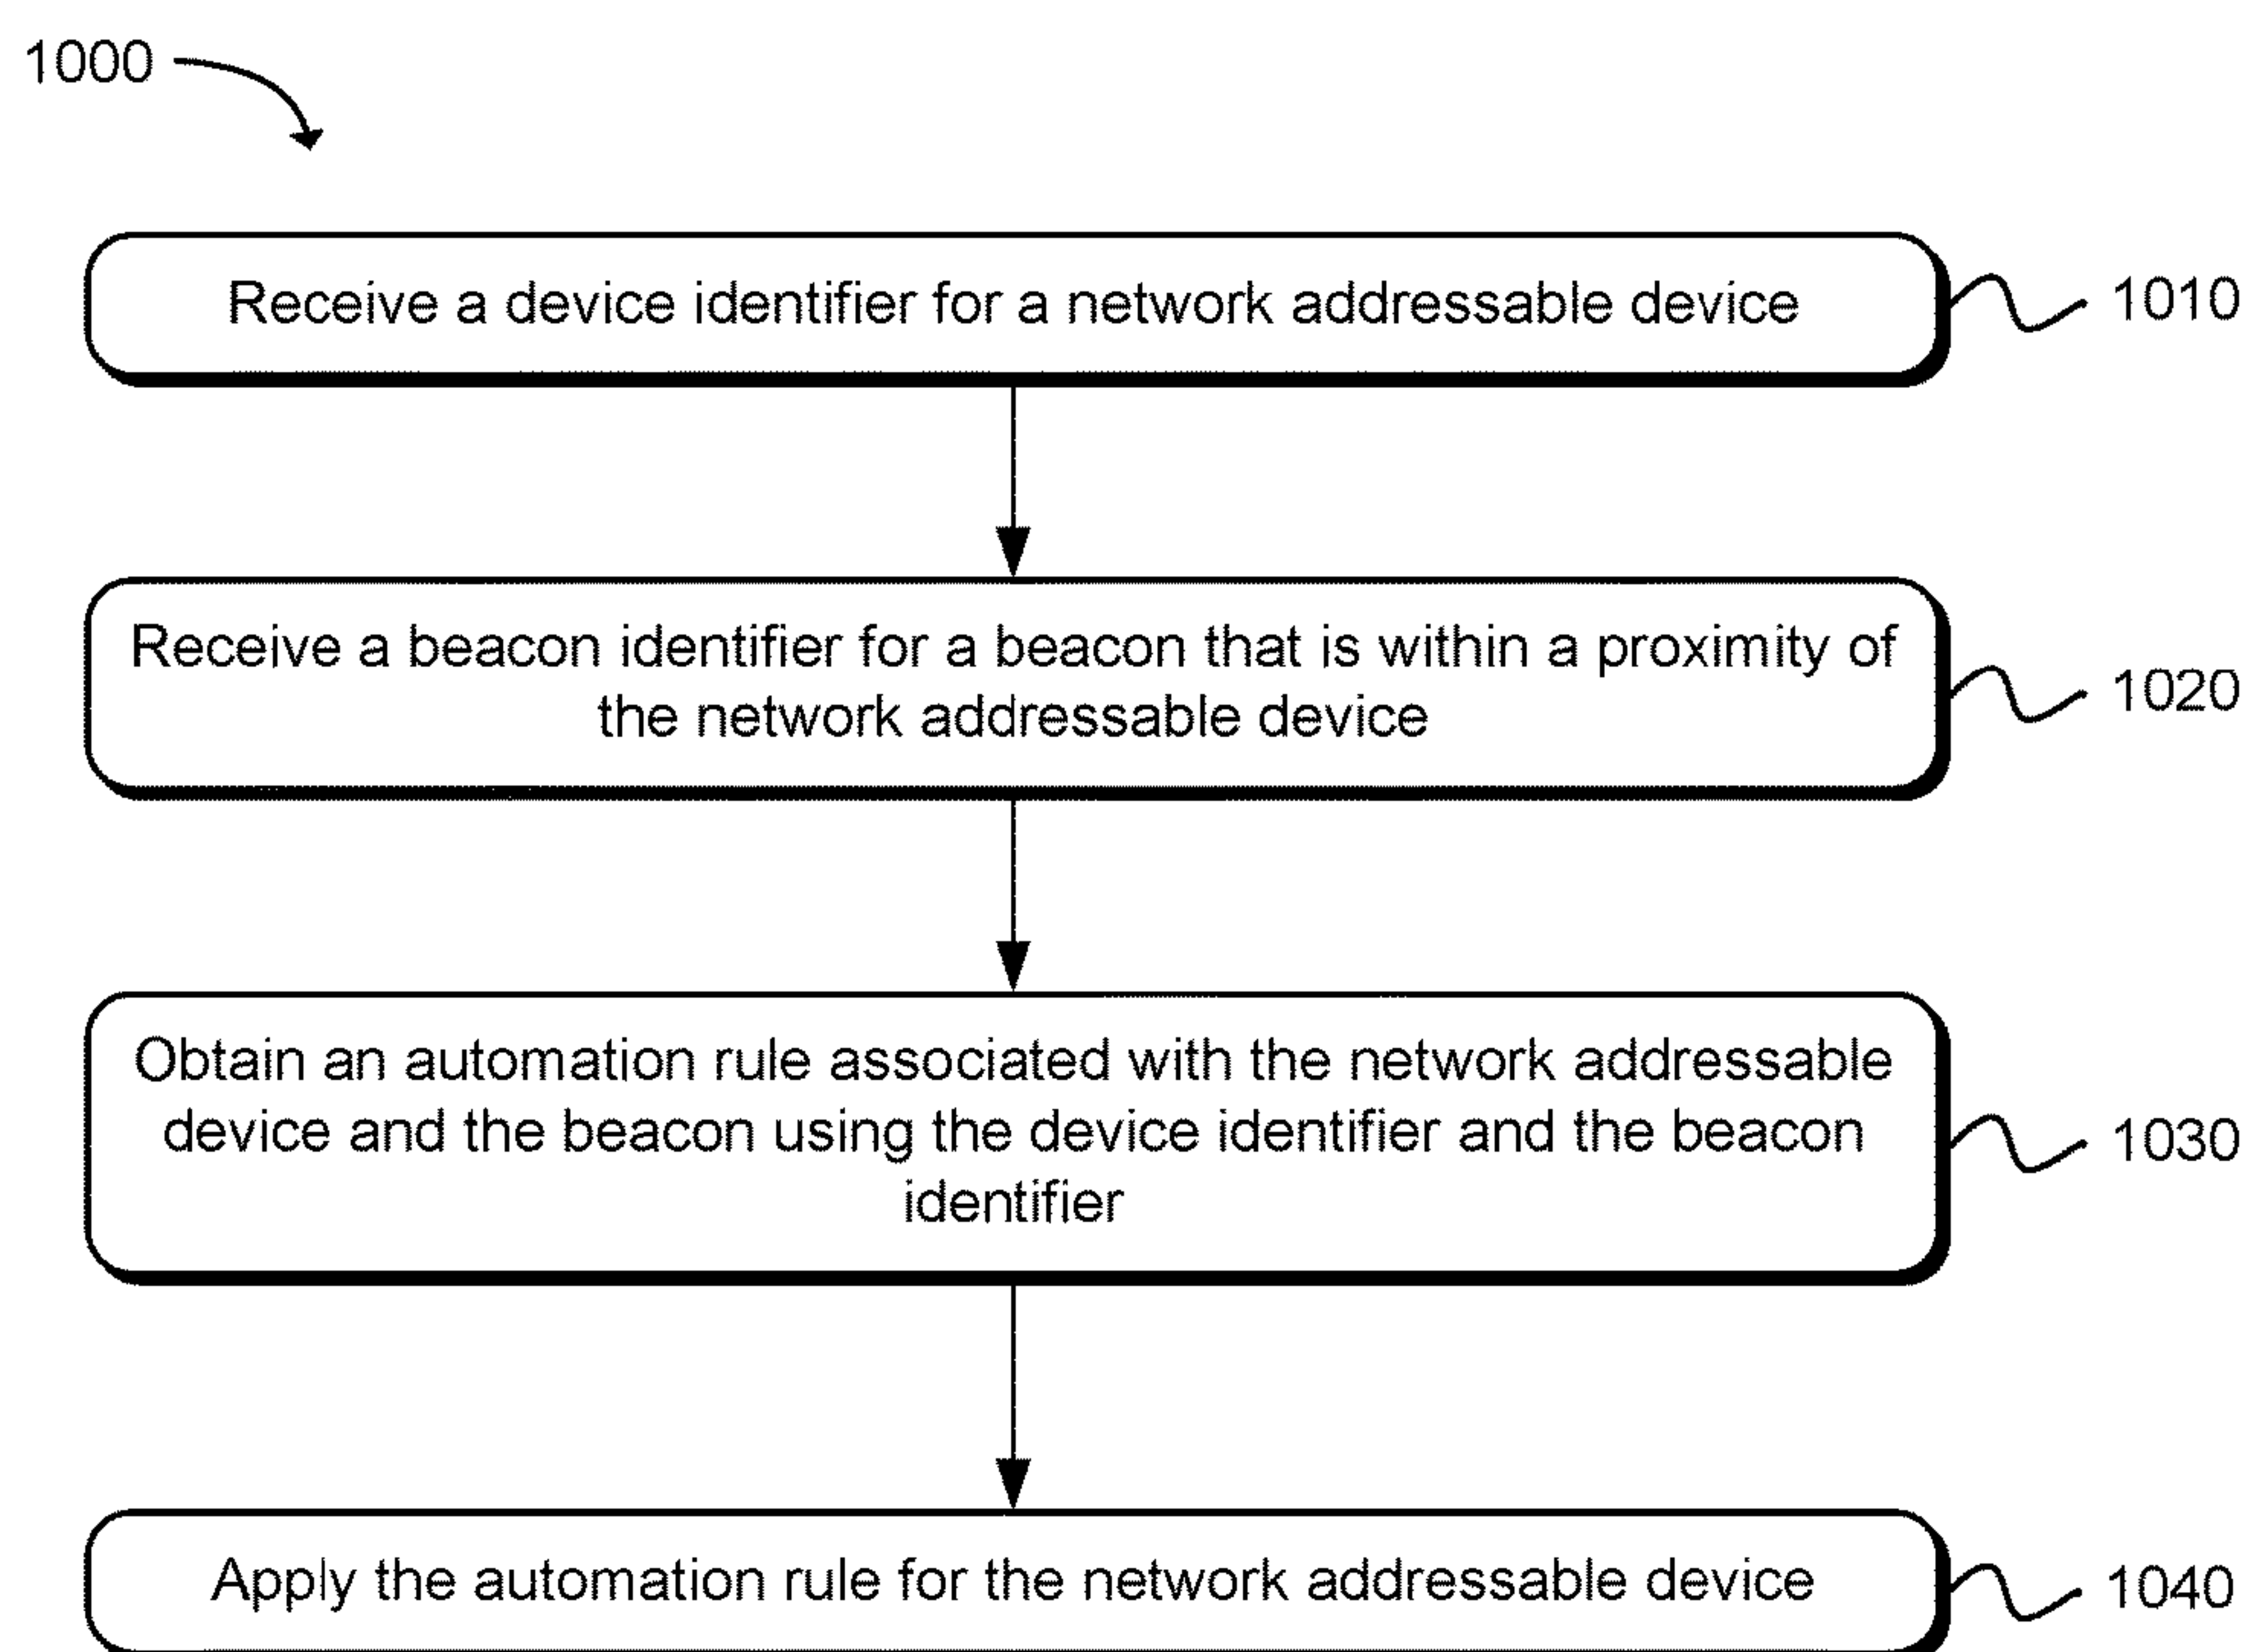 1000
Receive a device identifier for a network addressable device
1010
Receive a beacon identifier for a beacon that is within a proximity of
the network addressable device
1020
Obtain an automation rule associated with the network addressable
device and the beacon using the device identifier and the beacon
identifier
1030
Apply the automation rule for the network addressable device
1040